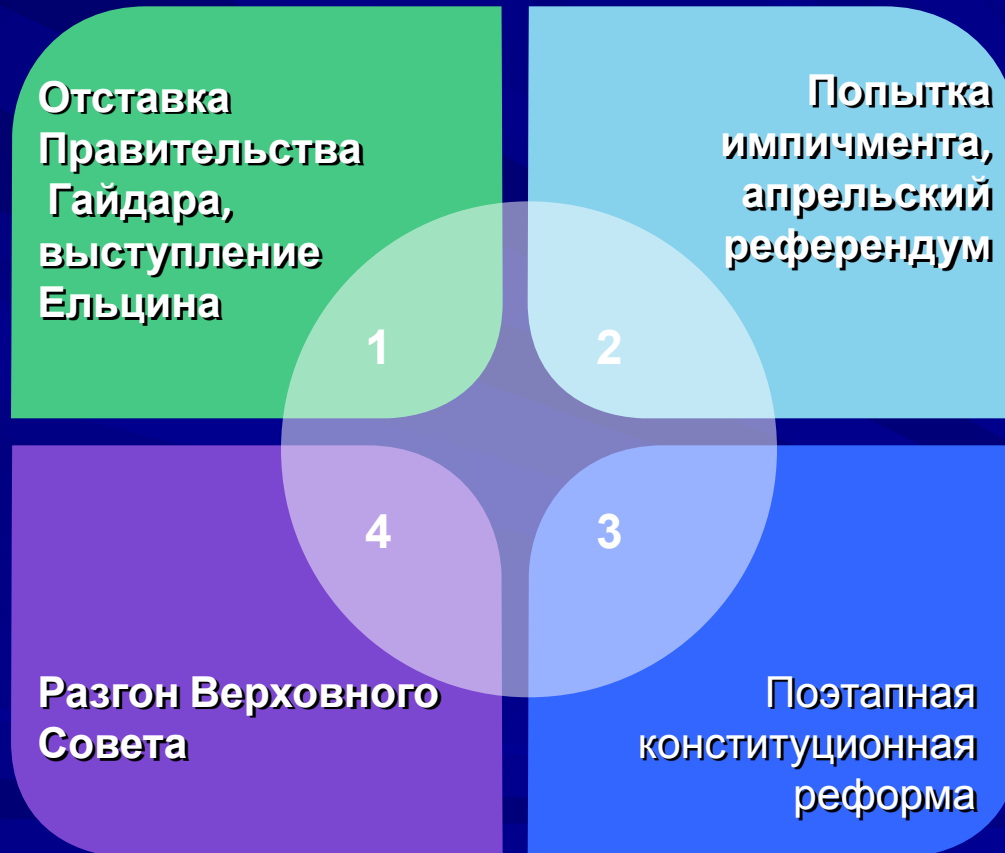 Отставка
Правительства
Гайдара,
выступление
Ельцина
1
Попытка
импичмента,
апрельский
референдум
2
4
Разгон Верховного
Совета
3
Поэтапная
конституционная
реформа